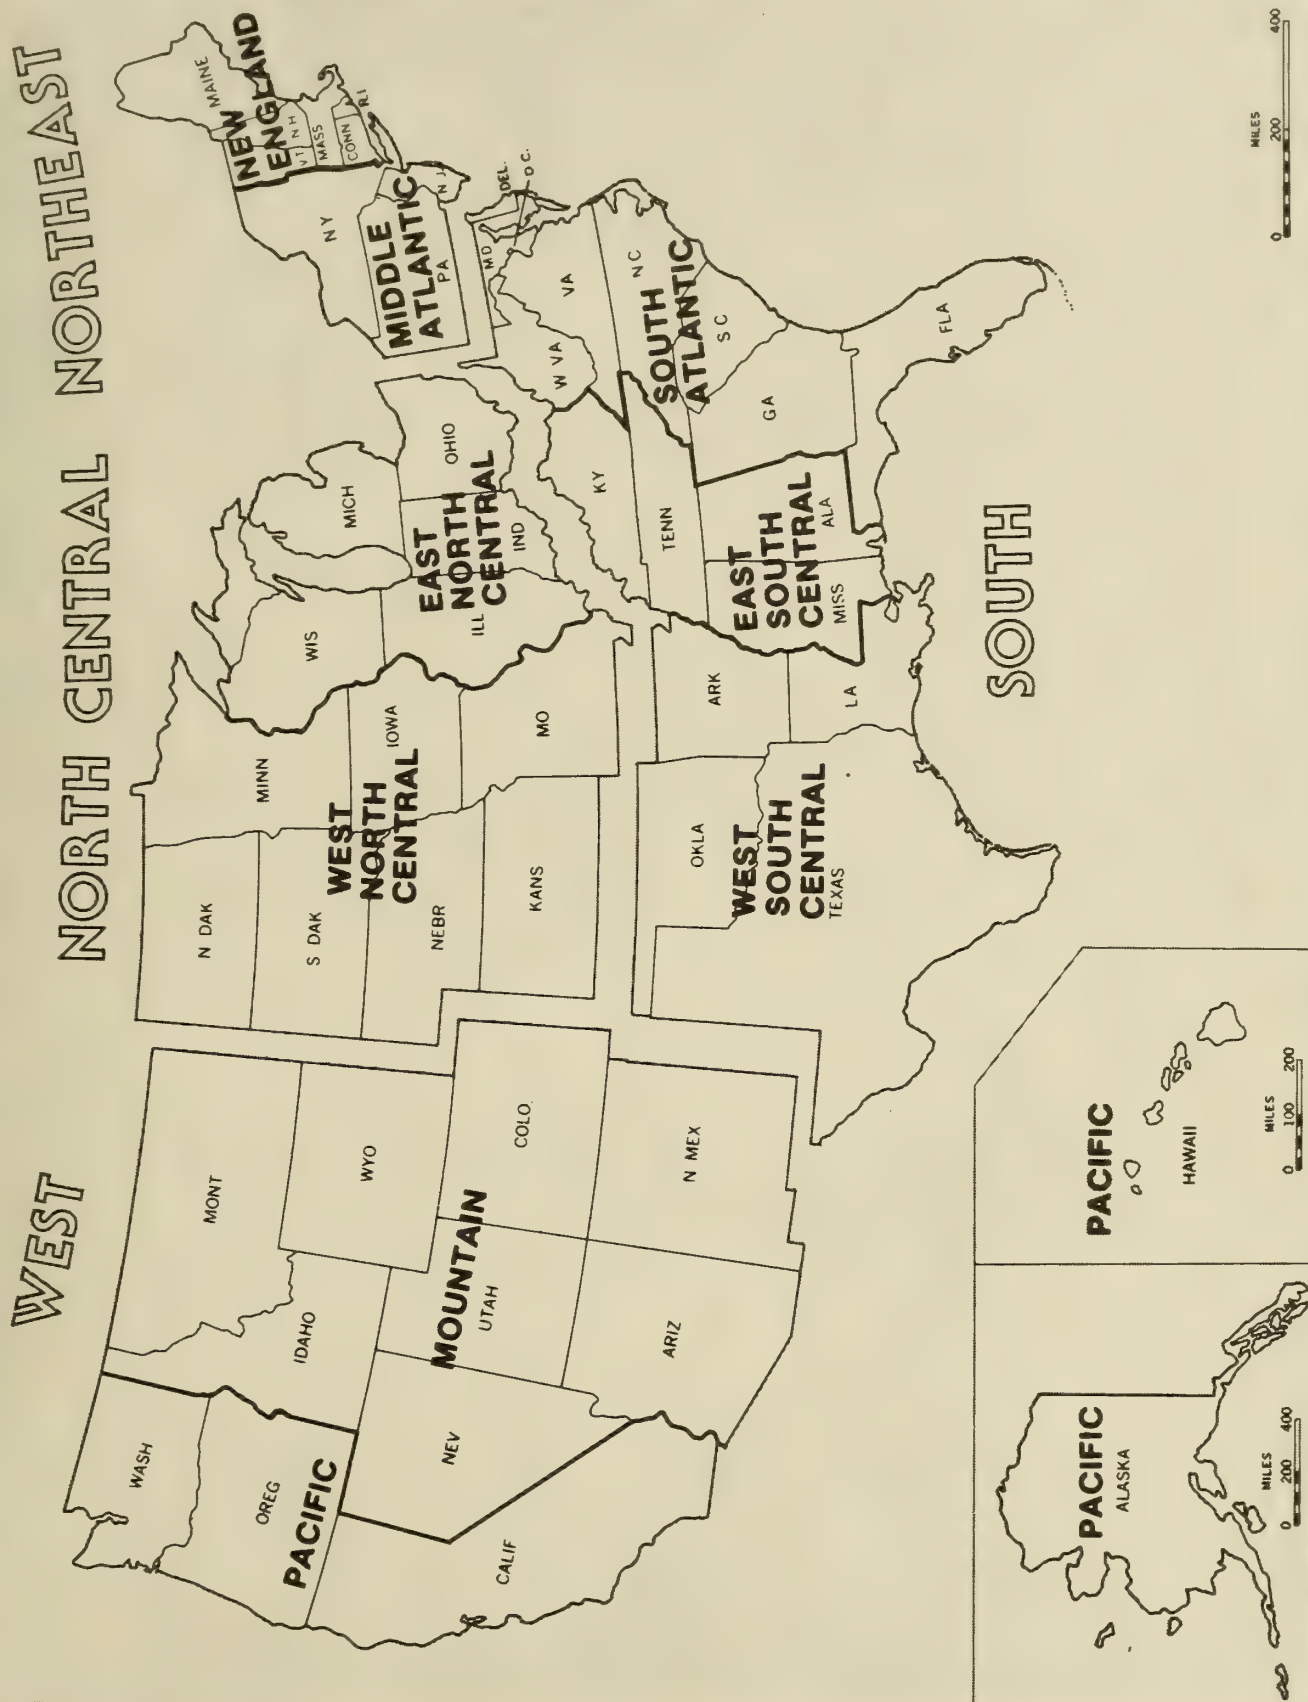 WEST
NORTH CENTRAL
NORTHEAST
PACIFIC
WASH
OREG
CALIF
MOUNTAIN
MONT
IDAHO
WYO
NEV
UTAH
COLO
ARIZ
N MEX
WEST
NORTH
CENTRAL
N DAK
S DAK
NEBR
KANS
MINN
IOWA
MO
EAST
NORTH
CENTRAL
WIS
MICH
ILL
IND
OHIO
MIDDLE
ATLANTIC
NY
PA
N J
NEW
ENGLAND
MAINE
VT
N H
MASS
CONN
R I
WEST
SOUTH
CENTRAL
OKLA
TEXAS
ARK
LA
EAST
SOUTH
CENTRAL
KY
TENN
MISS
ALA
SOUTH
ATLANTIC
DEL.
D C.
MD
W VA
VA
N C
S C
GA
FLA
SOUTH
PACIFIC
ALASKA
MILES
0 200 400
PACIFIC
HAWAII
MILES
0 100 200
MILES
0 200 400